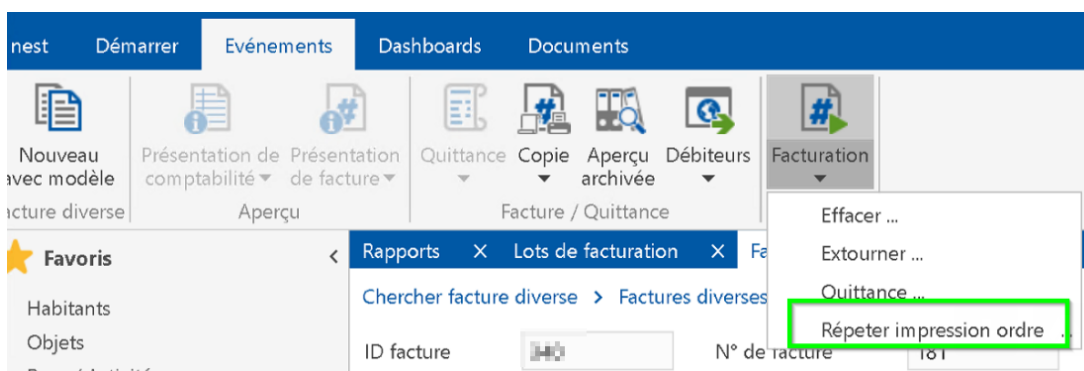 nest Démarrer Evénements Dashboards Documents
Nouveau Présentation de Présentation Quittance Copie Aperçu Débiteurs Facturation
avec modèle comptabilité de facture archivée
acture diverse Aperçu Facture / Quittance
Effacer ...
Favoris Rapports X Lots de facturation X Fa
Extourner ...
Chercher facture diverse > Factures diverses
Quittance ...
Habitants
Répeter impression ordre ...
Objets
ID facture N° de facture 181